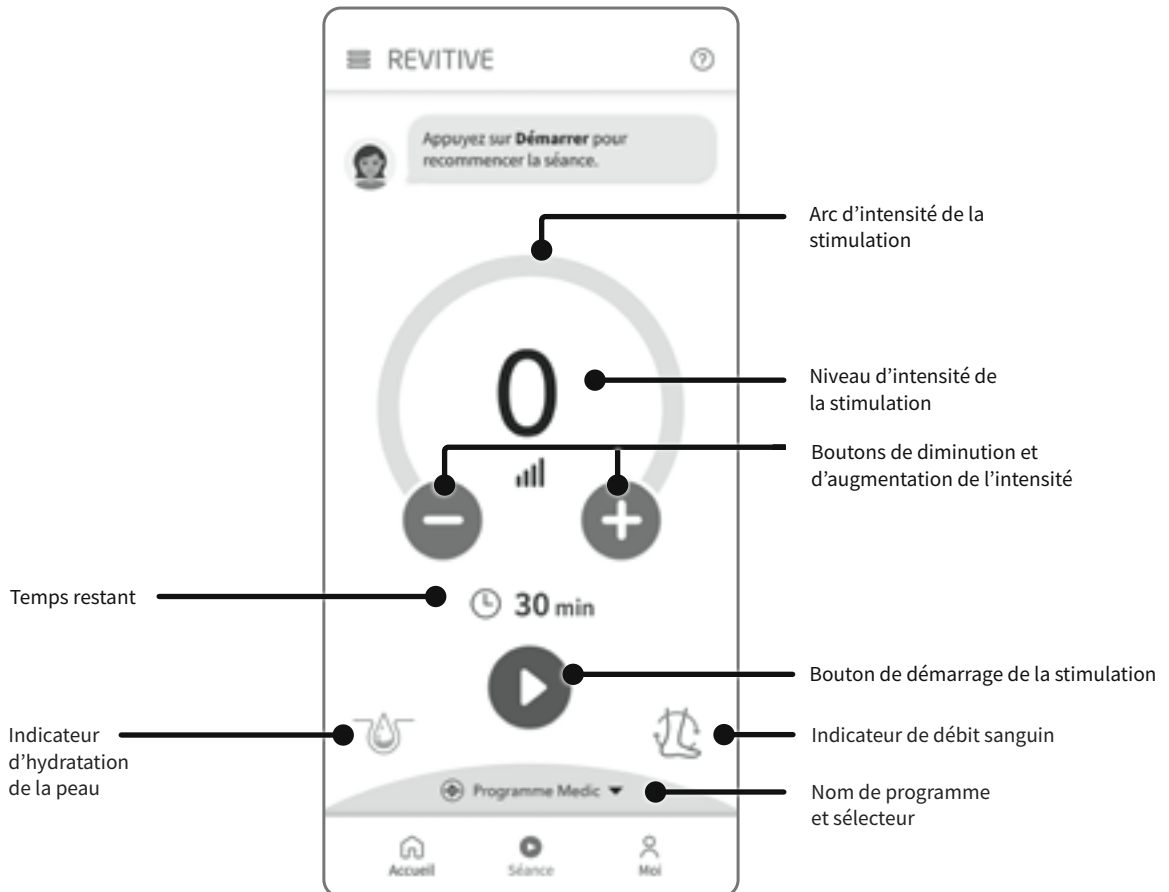 REVITIVE
?
Appuyez sur Démarrer pour
recommencer la séance.
Arc d’intensité de la
stimulation
0
Niveau d’intensité de
la stimulation
Boutons de diminution et
d’augmentation de l’intensité
Temps restant
30 min
Bouton de démarrage de la stimulation
Indicateur
d’hydratation
de la peau
Indicateur de débit sanguin
Programme Medic
Nom de programme
et sélecteur
Accueil
Séance
Moi